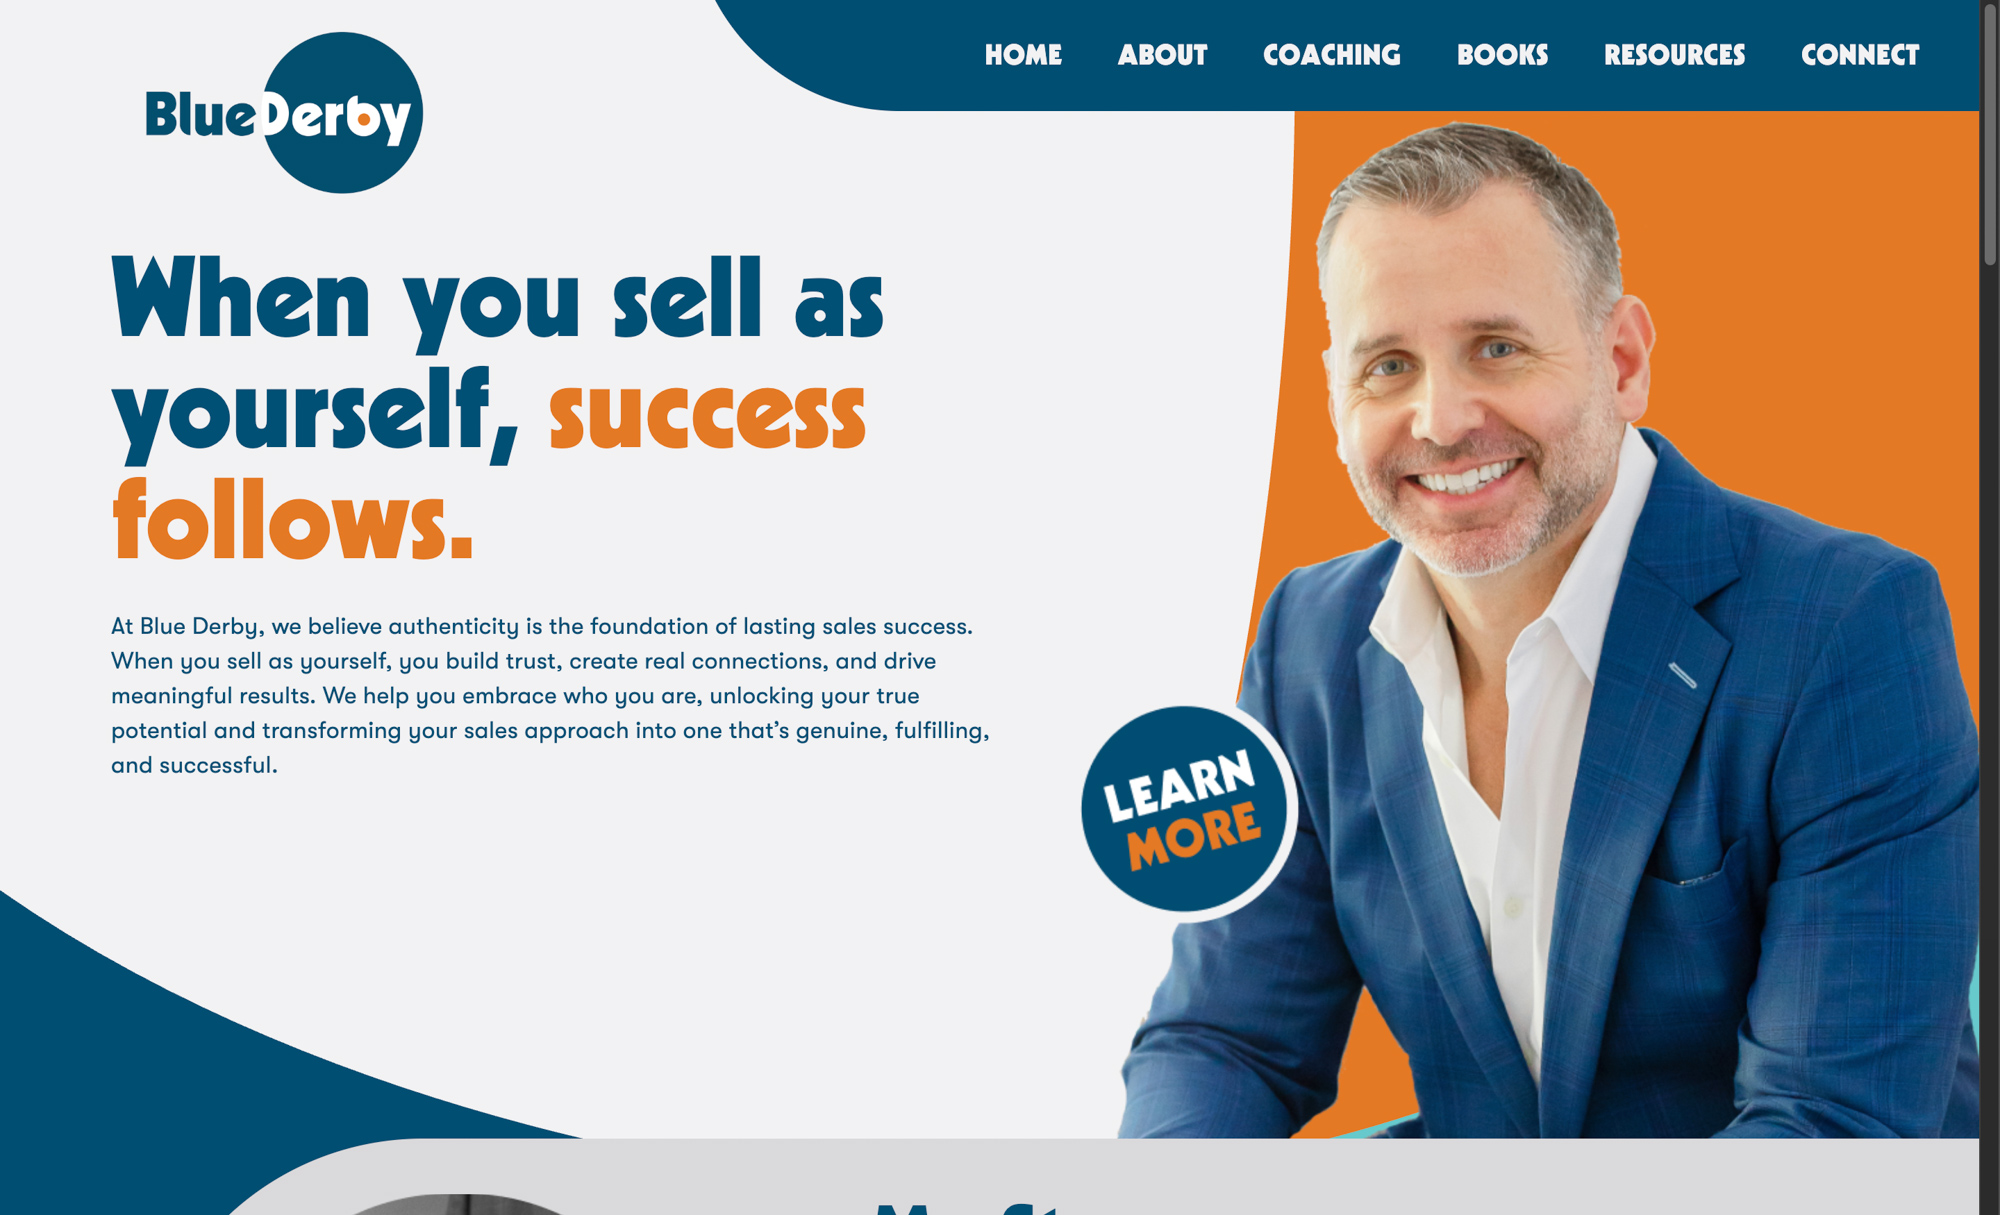 HOME ABOUT COACHING BOOKS RESOURCES CONNECT
BlueDerby
When you sell as
yourself, success
follows.
At Blue Derby, we believe authenticity is the foundation of lasting sales success.
When you sell as yourself, you build trust, create real connections, and drive
meaningful results. We help you embrace who you are, unlocking your true
potential and transforming your sales approach into one that’s genuine, fulfilling,
and successful.
LEARN
MORE